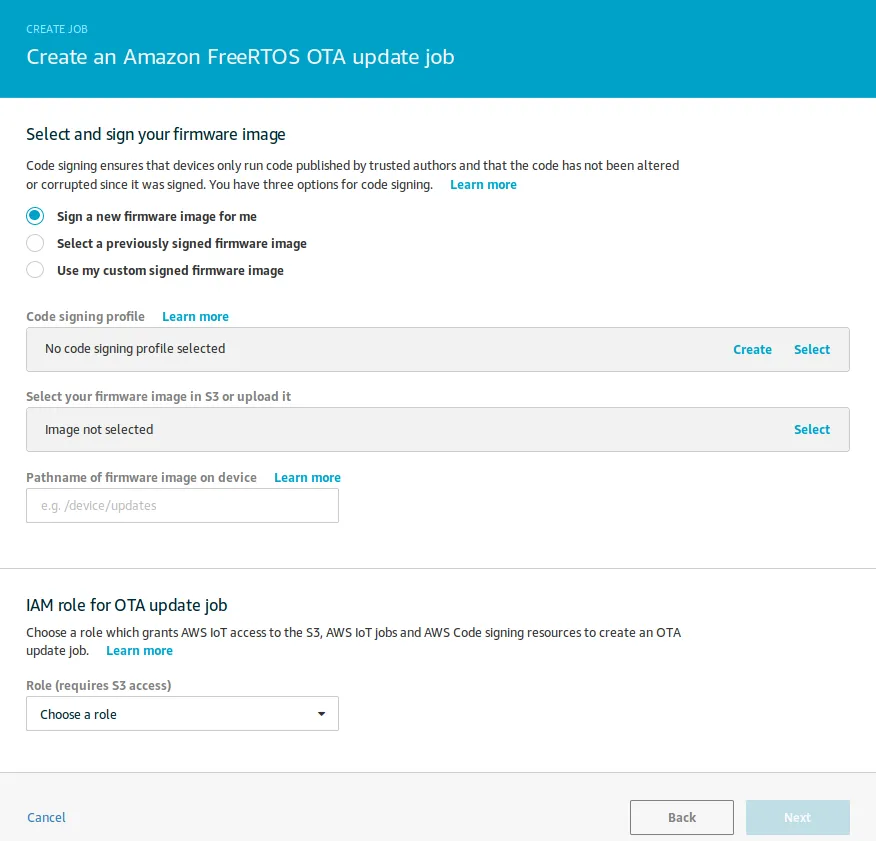 CREATE JOB
Create an Amazon FreeRTOS OTA update job
Select and sign your firmware image
Code signing ensures that devices only run code published by trusted authors and that the code has not been altered
or corrupted since it was signed. You have three options for code signing. Learn more
Sign a new firmware image for me
Select a previously signed firmware image
Use my custom signed firmware image
Code signing profile Learn more
No code signing profile selected Create Select
Select your firmware image in S3 or upload it
Image not selected Select
Pathname of firmware image on device Learn more
e.g. /device/updates
IAM role for OTA update job
Choose a role which grants AWS IoT access to the S3, AWS IoT jobs and AWS Code signing resources to create an OTA
update job. Learn more
Role (requires S3 access)
Choose a role
Cancel Back Next